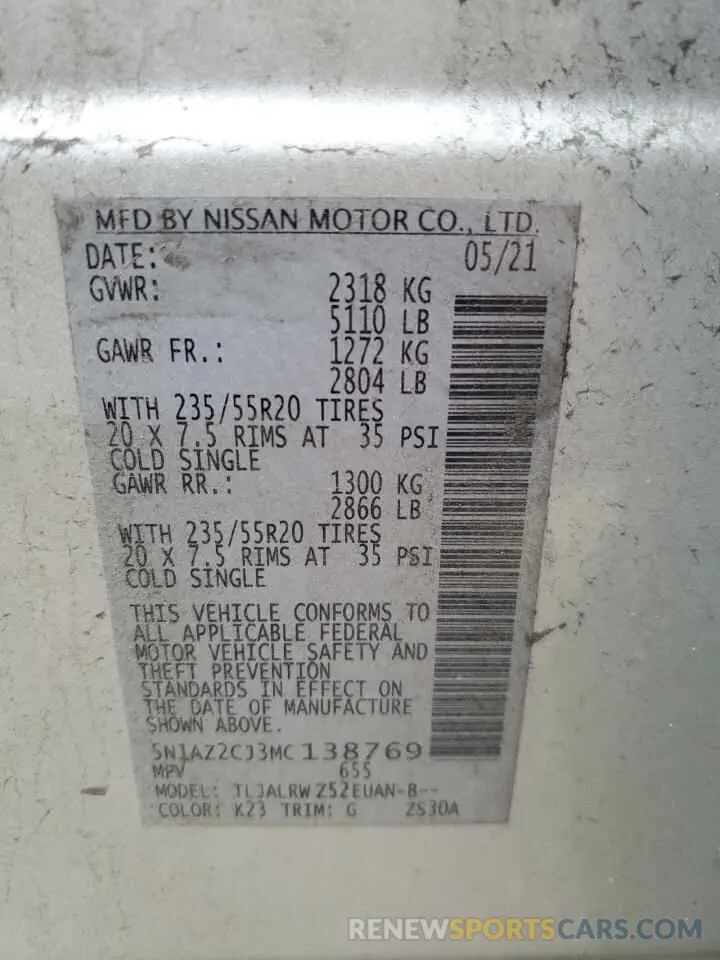 MFD BY NISSAN MOTOR CO., LTD.
DATE: 05/21
GVWR: 2318 KG
5110 LB
GAWR FR.: 1272 KG
2804 LB
WITH 235/55R20 TIRES
20 X 7.5 RIMS AT 35 PSI
COLD SINGLE
GAWR RR.: 1300 KG
2866 LB
WITH 235/55R20 TIRES
20 X 7.5 RIMS AT 35 PSI
COLD SINGLE
THIS VEHICLE CONFORMS TO
ALL APPLICABLE FEDERAL
MOTOR VEHICLE SAFETY AND
THEFT PREVENTION
STANDARDS IN EFFECT ON
THE DATE OF MANUFACTURE
SHOWN ABOVE.
5N1AZ2CJ3MC138769
MPV 655
MODEL: TLJALRW Z52EUAN-8--
COLOR: K23 TRIM: G ZS30A
RENEWSPORTSCARS.COM